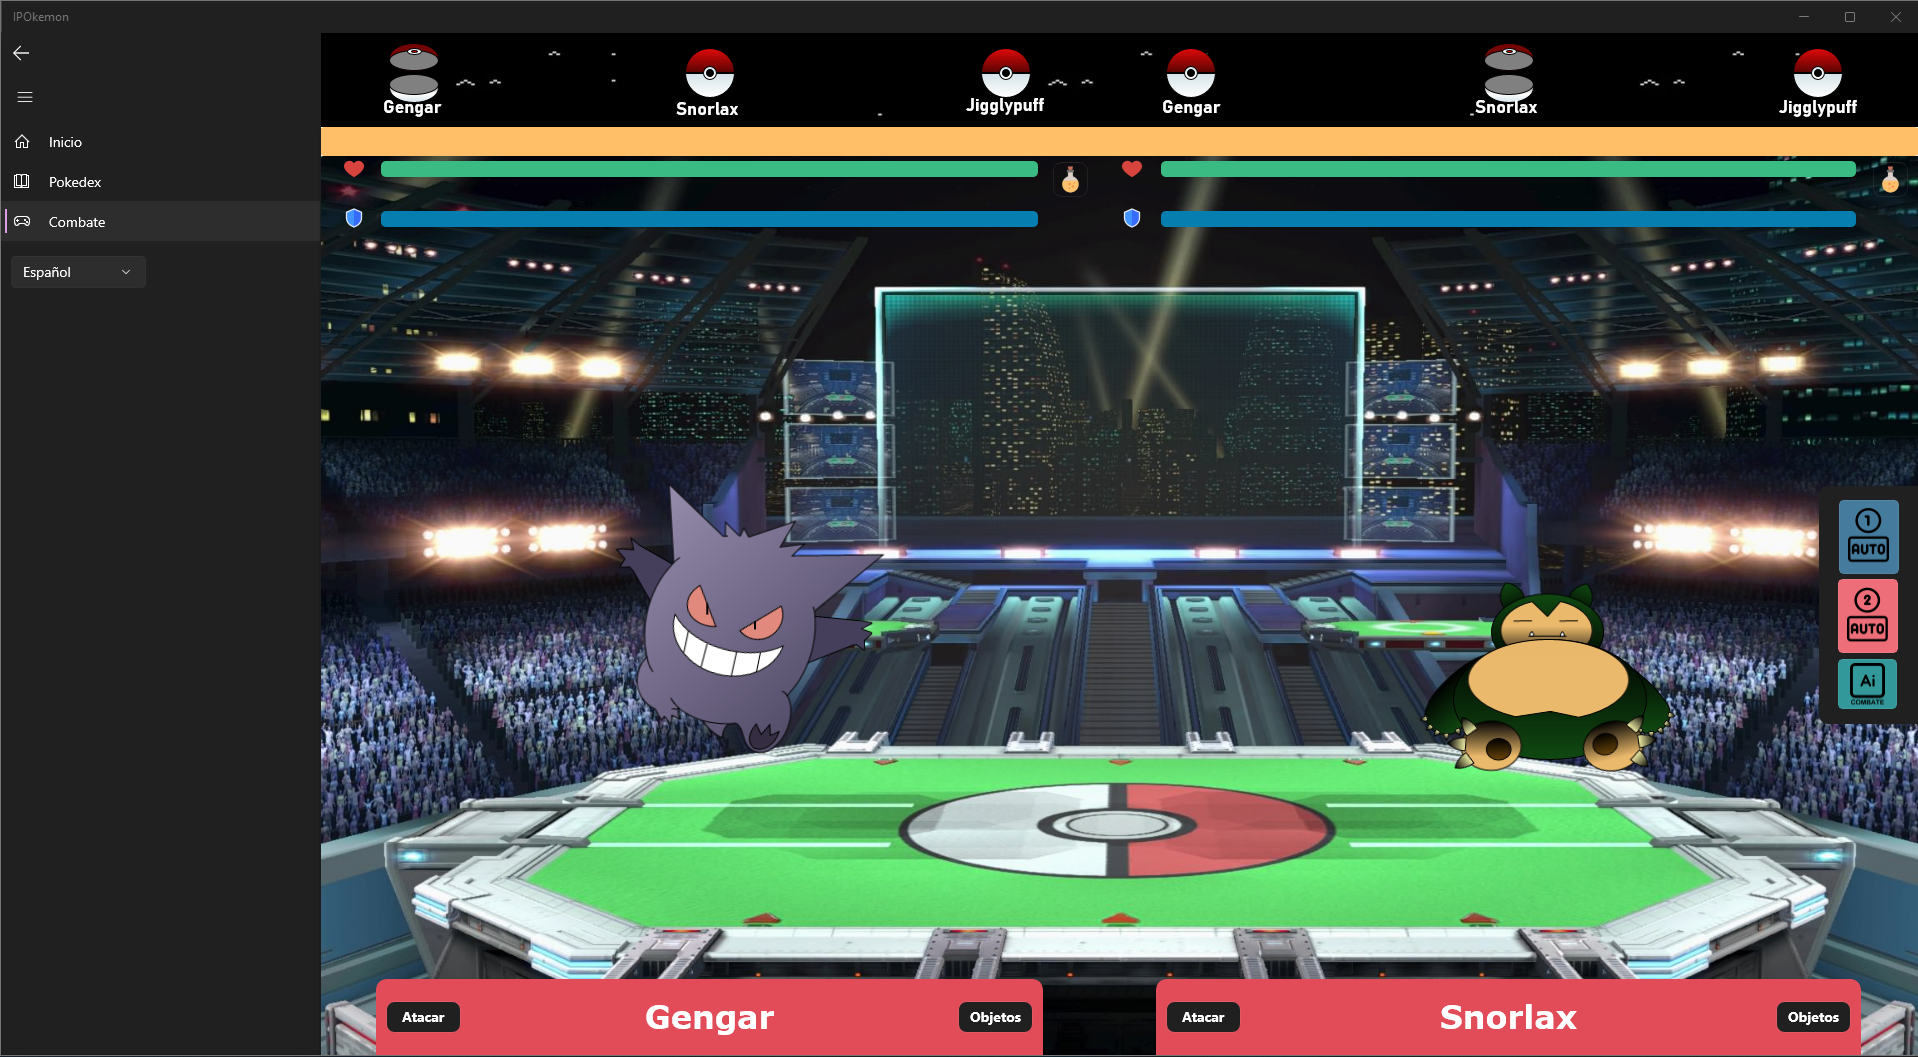 IPOkemon
Inicio
Pokedex
Combate
Español
Gengar
Snorlax
Jigglypuff
Gengar
Snorlax
Jigglypuff
1
AUTO
2
AUTO
Ai
COMBATE
Atacar
Gengar
Objetos
Atacar
Snorlax
Objetos